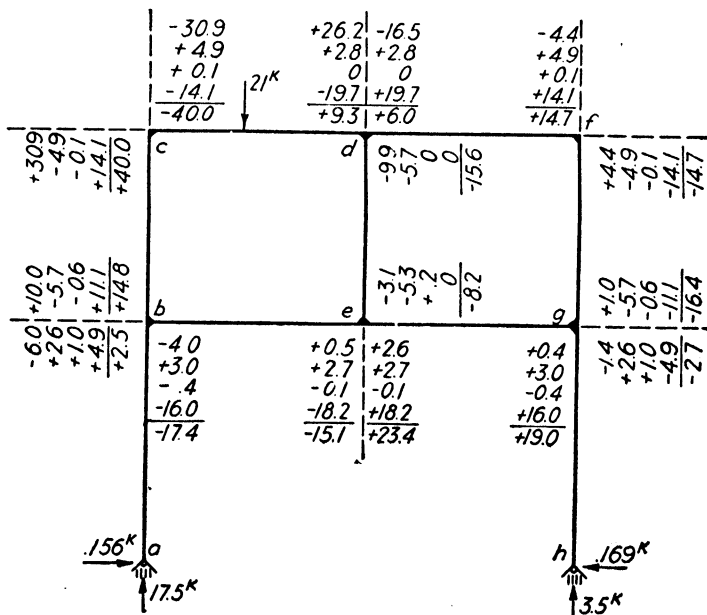 -30.9 +26.2 -16.5 -4.4
+4.9 +2.8 +2.8 +4.9
+0.1 0 0 +0.1
-14.1 -19.7 +19.7 +14.1
-40.0 +9.3 +6.0 +14.7
21K
c d f
+30.9 -4.9 -0.1 +14.1 +40.0
-9.9 -5.7 0 0 -15.6
+4.4 -4.9 -0.1 -14.1 -14.7
+10.0 -5.7 -0.6 +11.1 +14.8
-3.1 -5.3 +.2 0 -8.2
+1.0 -5.7 -0.6 -11.1 -16.4
b e g
-6.0 +2.6 +1.0 +4.9 +2.5
-1.4 +2.6 +1.0 -4.9 -27
-4.0 +0.5 +2.6 +0.4
+3.0 +2.7 +2.7 +3.0
-.4 -0.1 -0.1 -0.4
-16.0 -18.2 +18.2 +16.0
-17.4 -15.1 +23.4 +19.0
.156K a h .169K
17.5K 3.5K